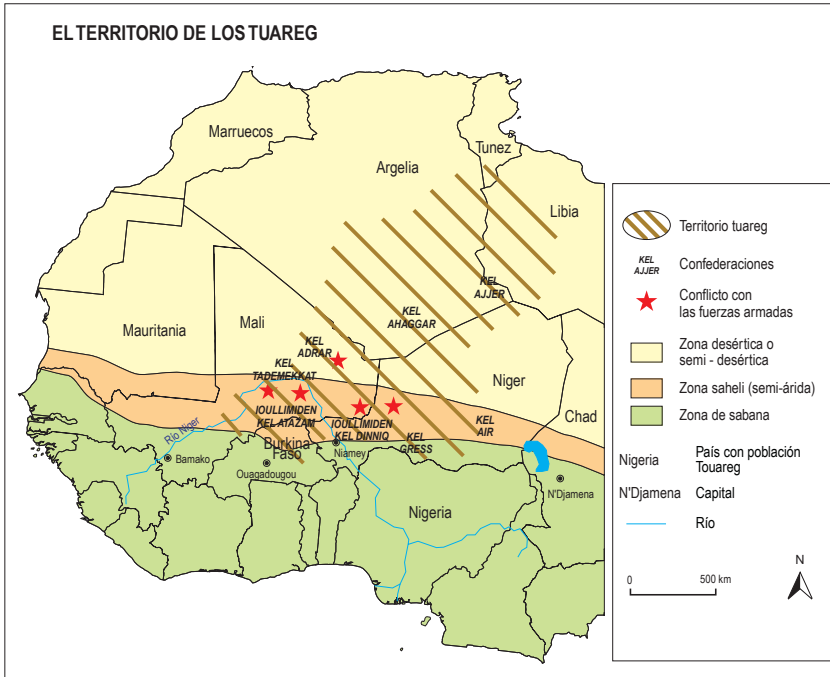 EL TERRITORIO DE LOS TUAREG
Marruecos
Tunez
Argelia
Libia
KEL
AJJER
KEL
AHAGGAR
Mauritania
Mali
KEL
ADRAR
KEL
TADEMEKKAT
Niger
Chad
IOULLIMIDEN
KEL ATAZAM
IOULLIMIDEN
KEL DINNIQ
KEL
AIR
KEL
GRESS
Río Niger
Burkina
Faso
Bamako
Niamey
Ouagadougou
N'Djamena
Nigeria
Territorio tuareg
KEL
AJJER
Confederaciones
Conflicto con
las fuerzas armadas
Zona desértica o
semi - desértica
Zona saheli (semi-árida)
Zona de sabana
Nigeria
País con población
Touareg
N'Djamena
Capital
Río
N
0
500 km